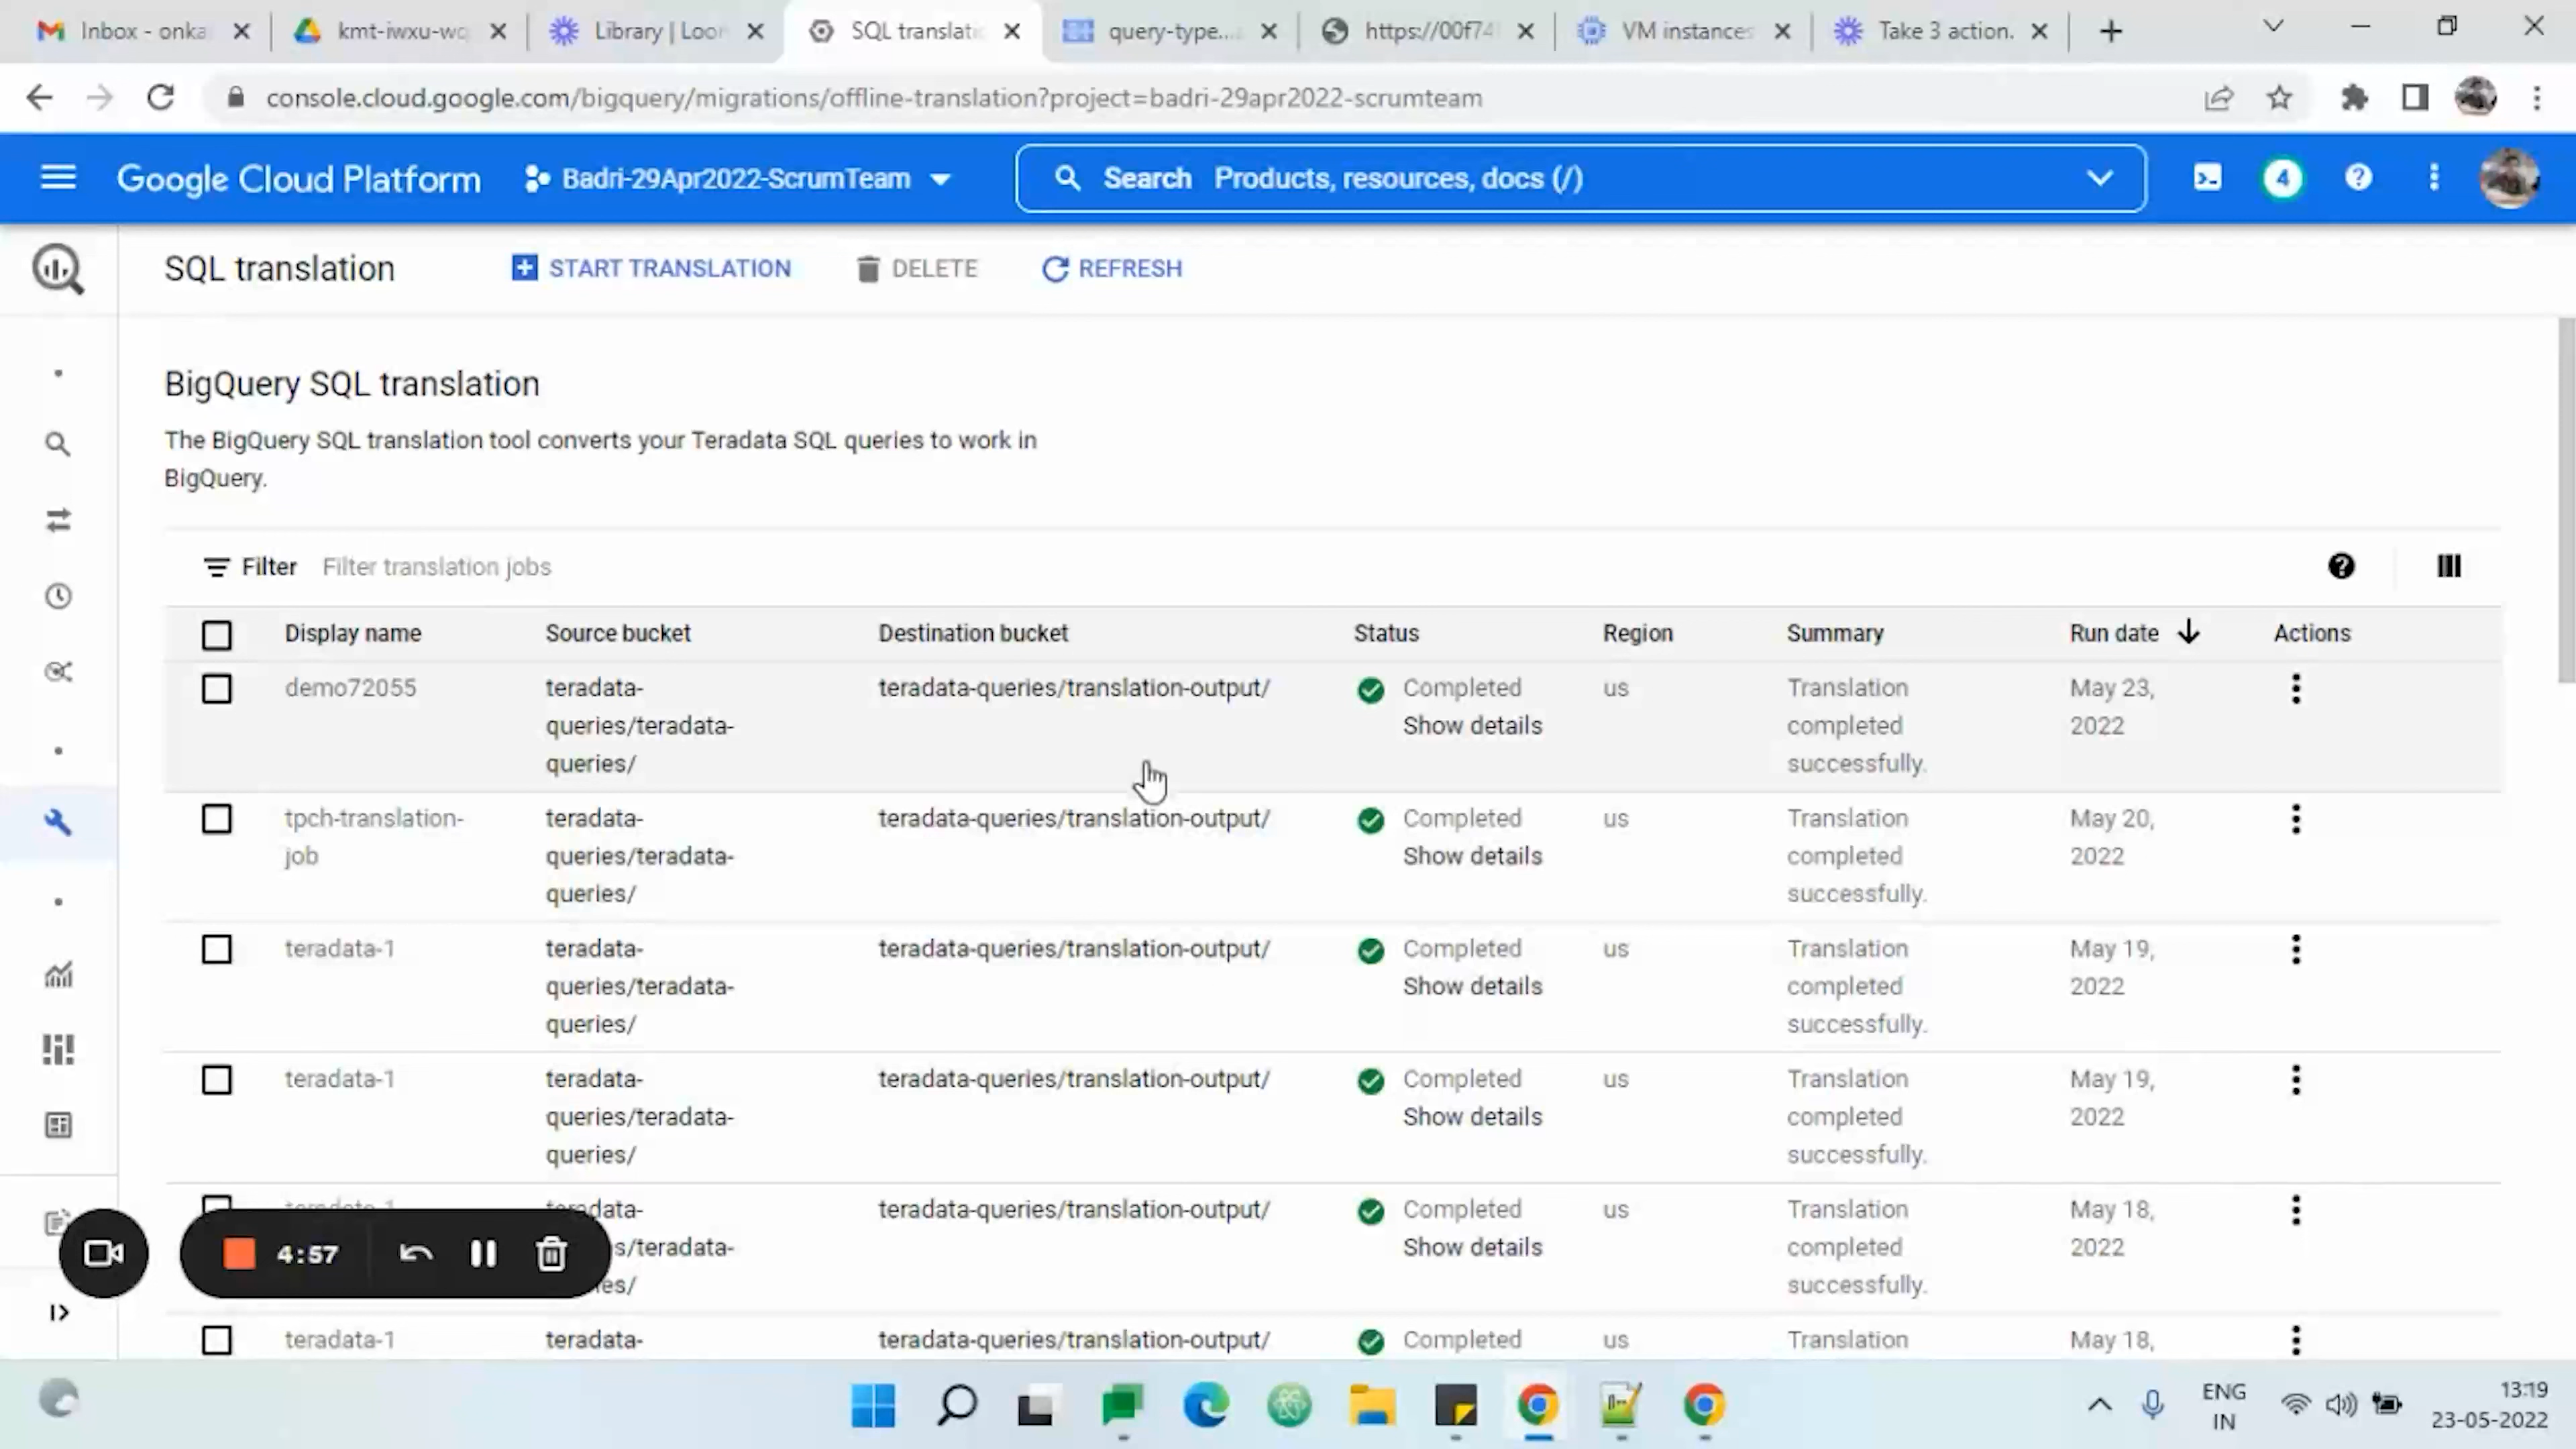 Inbox - onka
kmt-iwxu-wq
Library | Loor
SQL translati
query-type...
https://00f74
VM instances
Take 3 action.
console.cloud.google.com/bigquery/migrations/offline-translation?project=badri-29apr2022-scrumteam
Google Cloud Platform
Badri-29Apr2022-ScrumTeam
Search Products, resources, docs (/)
4
SQL translation
START TRANSLATION
DELETE
REFRESH
BigQuery SQL translation
The BigQuery SQL translation tool converts your Teradata SQL queries to work in
BigQuery.
Filter Filter translation jobs
Display name Source bucket Destination bucket Status Region Summary Run date Actions
demo72055 teradata- teradata-queries/translation-output/ Completed us Translation May 23,
queries/teradata- Show details completed 2022
queries/ successfully.
tpch-translation- teradata- teradata-queries/translation-output/ Completed us Translation May 20,
job queries/teradata- Show details completed 2022
queries/ successfully.
teradata-1 teradata- teradata-queries/translation-output/ Completed us Translation May 19,
queries/teradata- Show details completed 2022
queries/ successfully.
teradata-1 teradata- teradata-queries/translation-output/ Completed us Translation May 19,
queries/teradata- Show details completed 2022
queries/ successfully.
teradata-queries/translation-output/ Completed us Translation May 18,
s/teradata- Show details completed 2022
es/ successfully.
4:57
teradata-1 teradata- teradata-queries/translation-output/ Completed us Translation May 18,
ENG
IN
13:19
23-05-2022